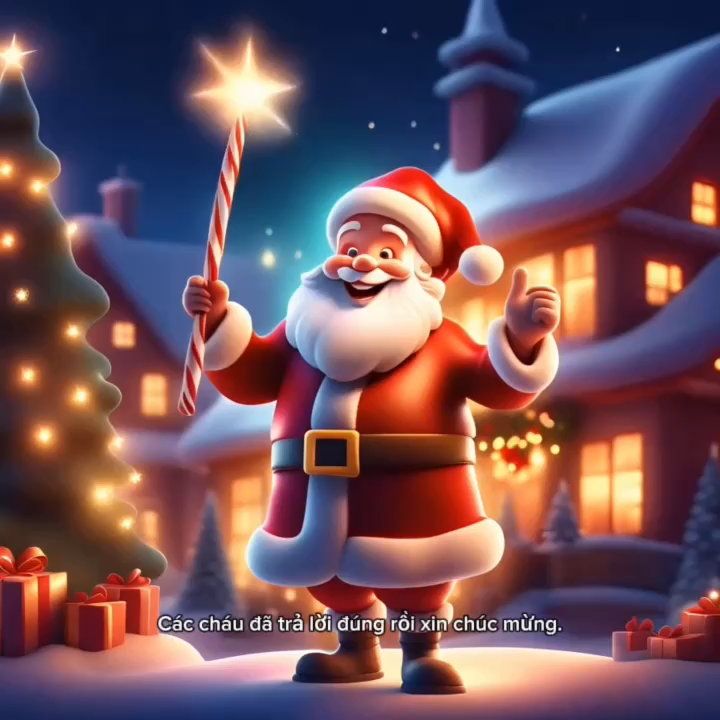 Các cháu đã trả lời đúng rồi xin chúc mừng.